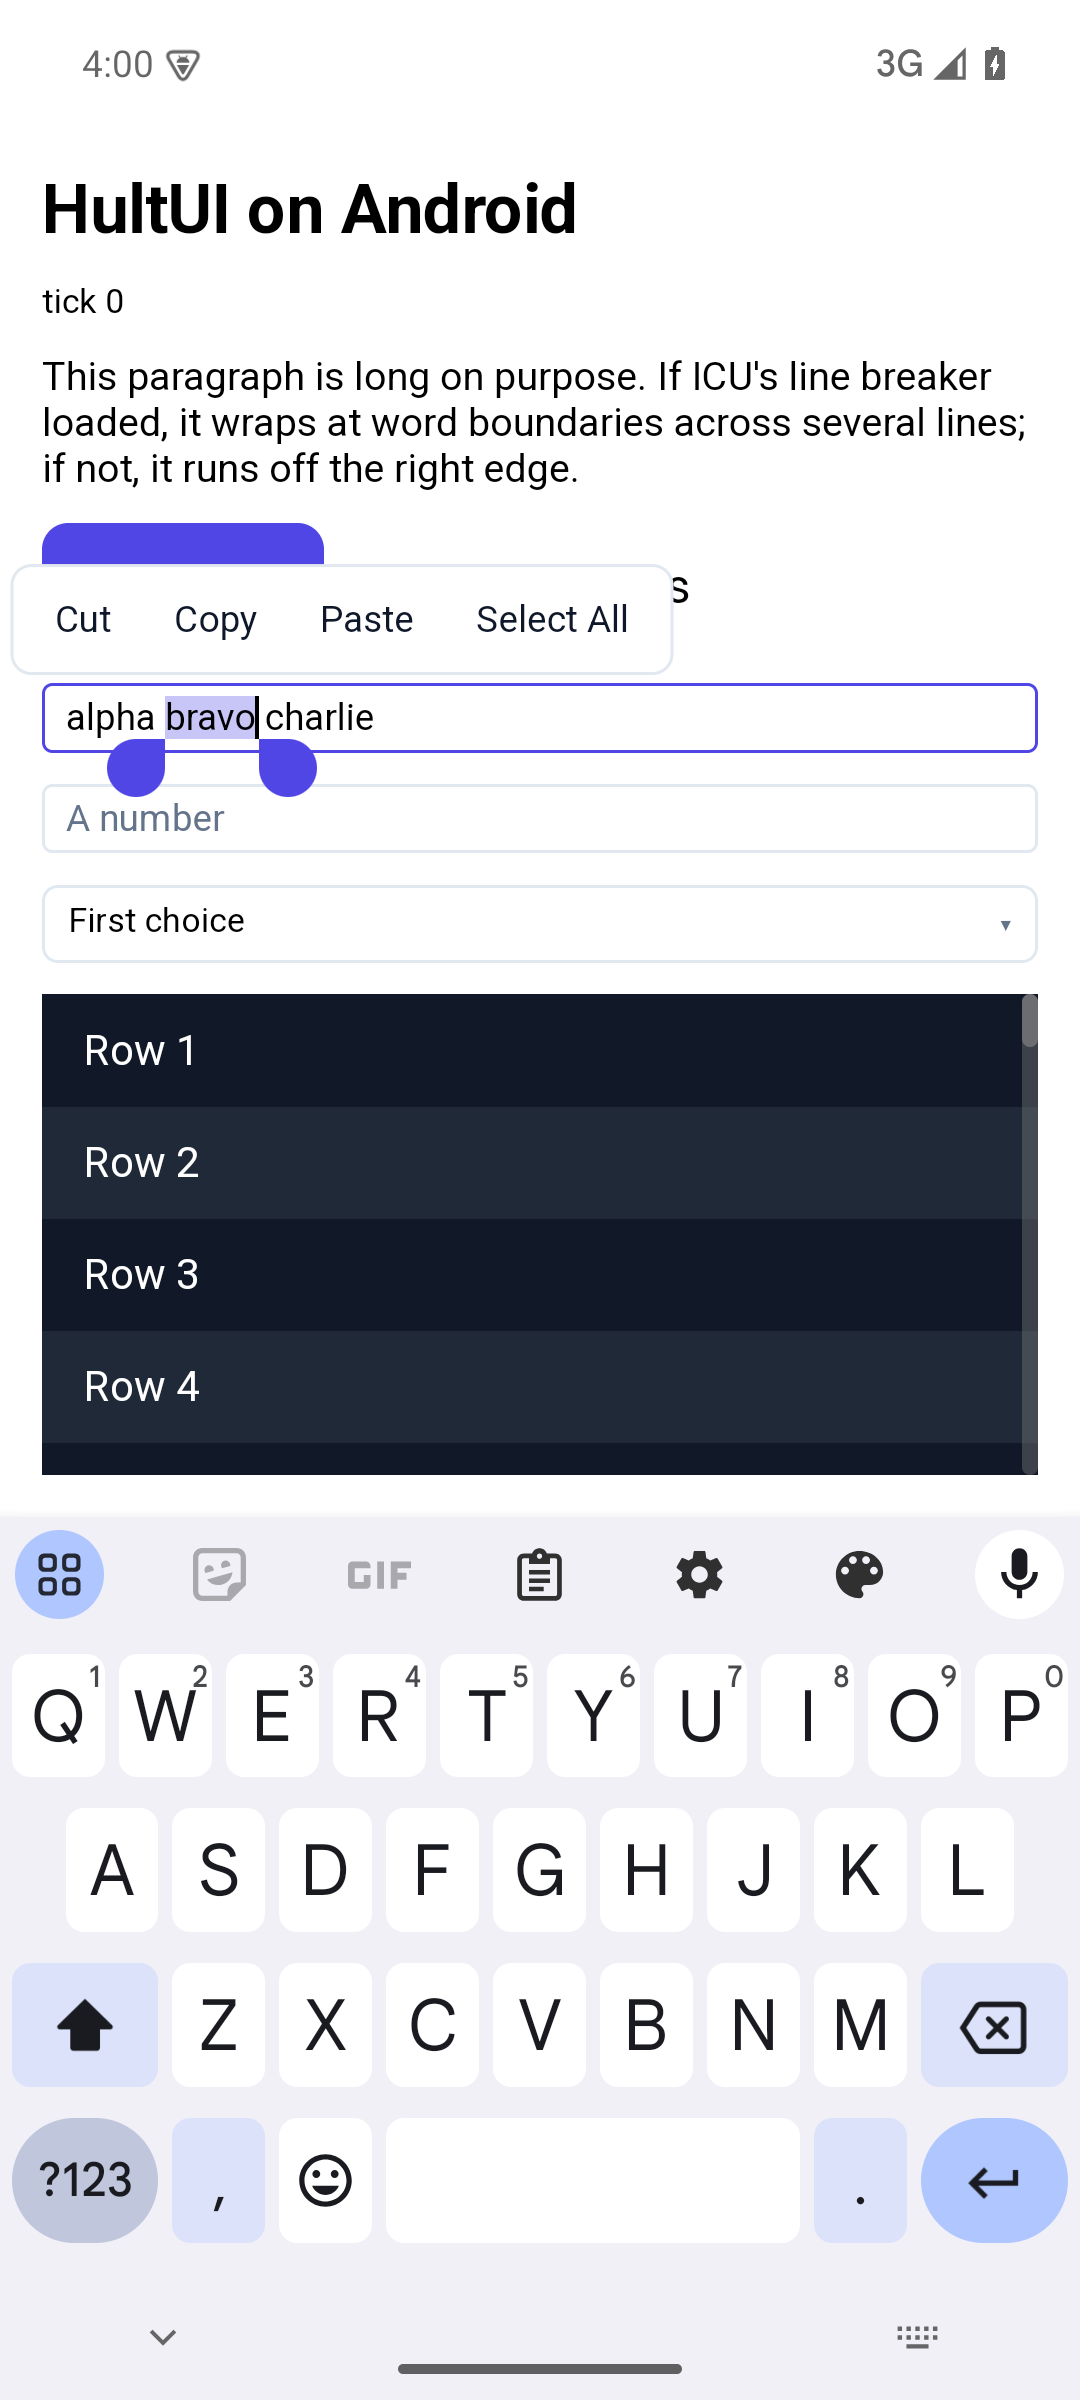 4:00 3G
HultUI on Android
tick 0
This paragraph is long on purpose. If ICU's line breaker
loaded, it wraps at word boundaries across several lines;
if not, it runs off the right edge.
s
Cut Copy Paste Select All
alpha bravo charlie
A number
First choice
Row 1
Row 2
Row 3
Row 4
GIF
Q 1 W 2 E 3 R 4 T 5 Y 6 U 7 I 8 O 9 P 0
A S D F G H J K L
Z X C V B N M
?123 , .